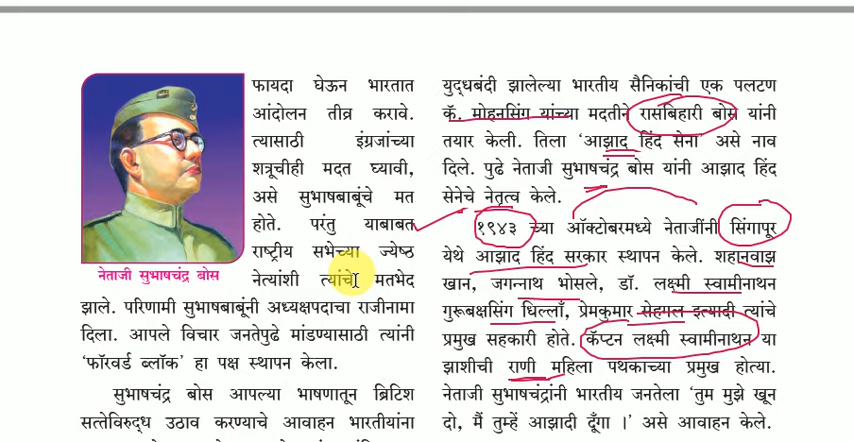 फायदा घेऊन भारतात
आंदोलन तीव्र करावे.
त्यासाठी इंग्रजांच्या
शत्रूचीही मदत घ्यावी,
असे सुभाषबाबूंचे मत
होते. परंतु याबाबत
राष्ट्रीय सभेच्या ज्येष्ठ
नेत्यांशी त्यांचे मतभेद
नेताजी सुभाषचंद्र बोस
झाले. परिणामी सुभाषबाबूंनी अध्यक्षपदाचा राजीनामा
दिला. आपले विचार जनतेपुढे मांडण्यासाठी त्यांनी
‘फॉरवर्ड ब्लॉक’ हा पक्ष स्थापन केला.
सुभाषचंद्र बोस आपल्या भाषणातून ब्रिटिश
सत्तेविरुद्ध उठाव करण्याचे आवाहन भारतीयांना
युद्धबंदी झालेल्या भारतीय सैनिकांची एक पलटण
कॅ. मोहनसिंग यांच्या मदतीने रासबिहारी बोस यांनी
तयार केली. तिला ‘आझाद हिंद सेना’ असे नाव
दिले. पुढे नेताजी सुभाषचंद्र बोस यांनी आझाद हिंद
सेनेचे नेतृत्व केले.
१९४३ च्या ऑक्टोबरमध्ये नेताजींनी सिंगापूर
येथे आझाद हिंद सरकार स्थापन केले. शहानवाझ
खान, जगन्नाथ भोसले, डॉ. लक्ष्मी स्वामीनाथन
गुरूबक्षसिंग धिल्लाँ, प्रेमकुमार सेहगल इत्यादी त्यांचे
प्रमुख सहकारी होते. कॅप्टन लक्ष्मी स्वामीनाथन या
झाशीची राणी महिला पथकाच्या प्रमुख होत्या.
नेताजी सुभाषचंद्रांनी भारतीय जनतेला ‘तुम मुझे खून
दो, मैं तुम्हें आझादी दूँगा ।’ असे आवाहन केले.